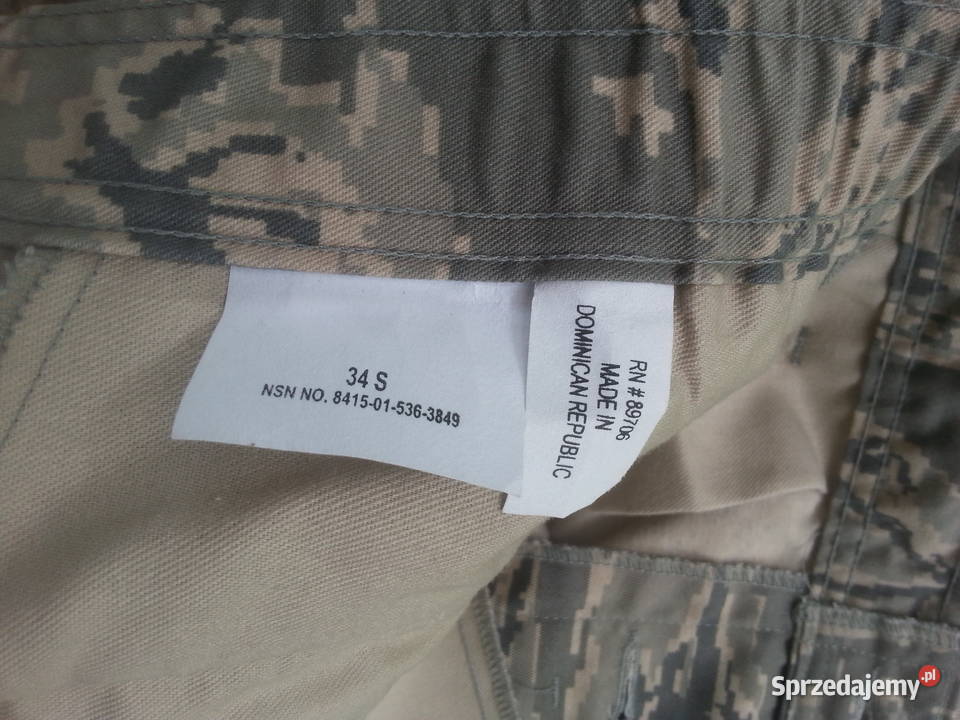 34 S
NSN NO. 8415-01-536-3849
RN # 89706
MADE IN
DOMINICAN REPUBLIC
Sprzedajemy.pl